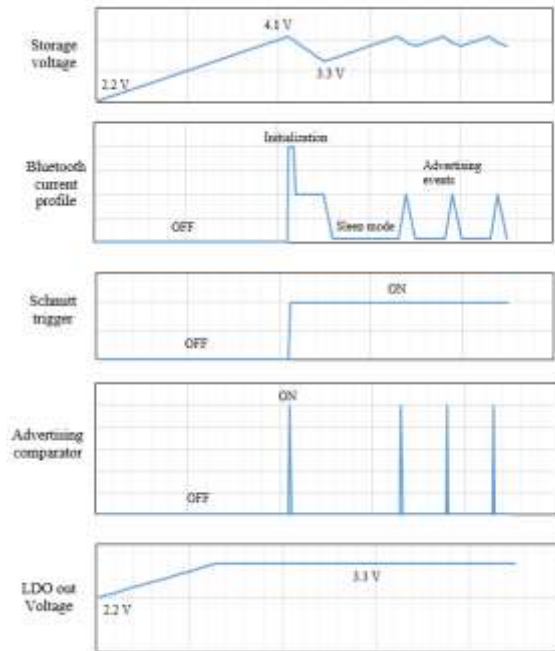 4.1 V
Storage
voltage
2.2 V
3.3 V
Initialization
Bluetooth
current
profile
Advertising
events
OFF
Sleep mode
Schmitt
trigger
ON
OFF
ON
Advertising
comparator
OFF
LDO out
Voltage
3.3 V
2.2 V